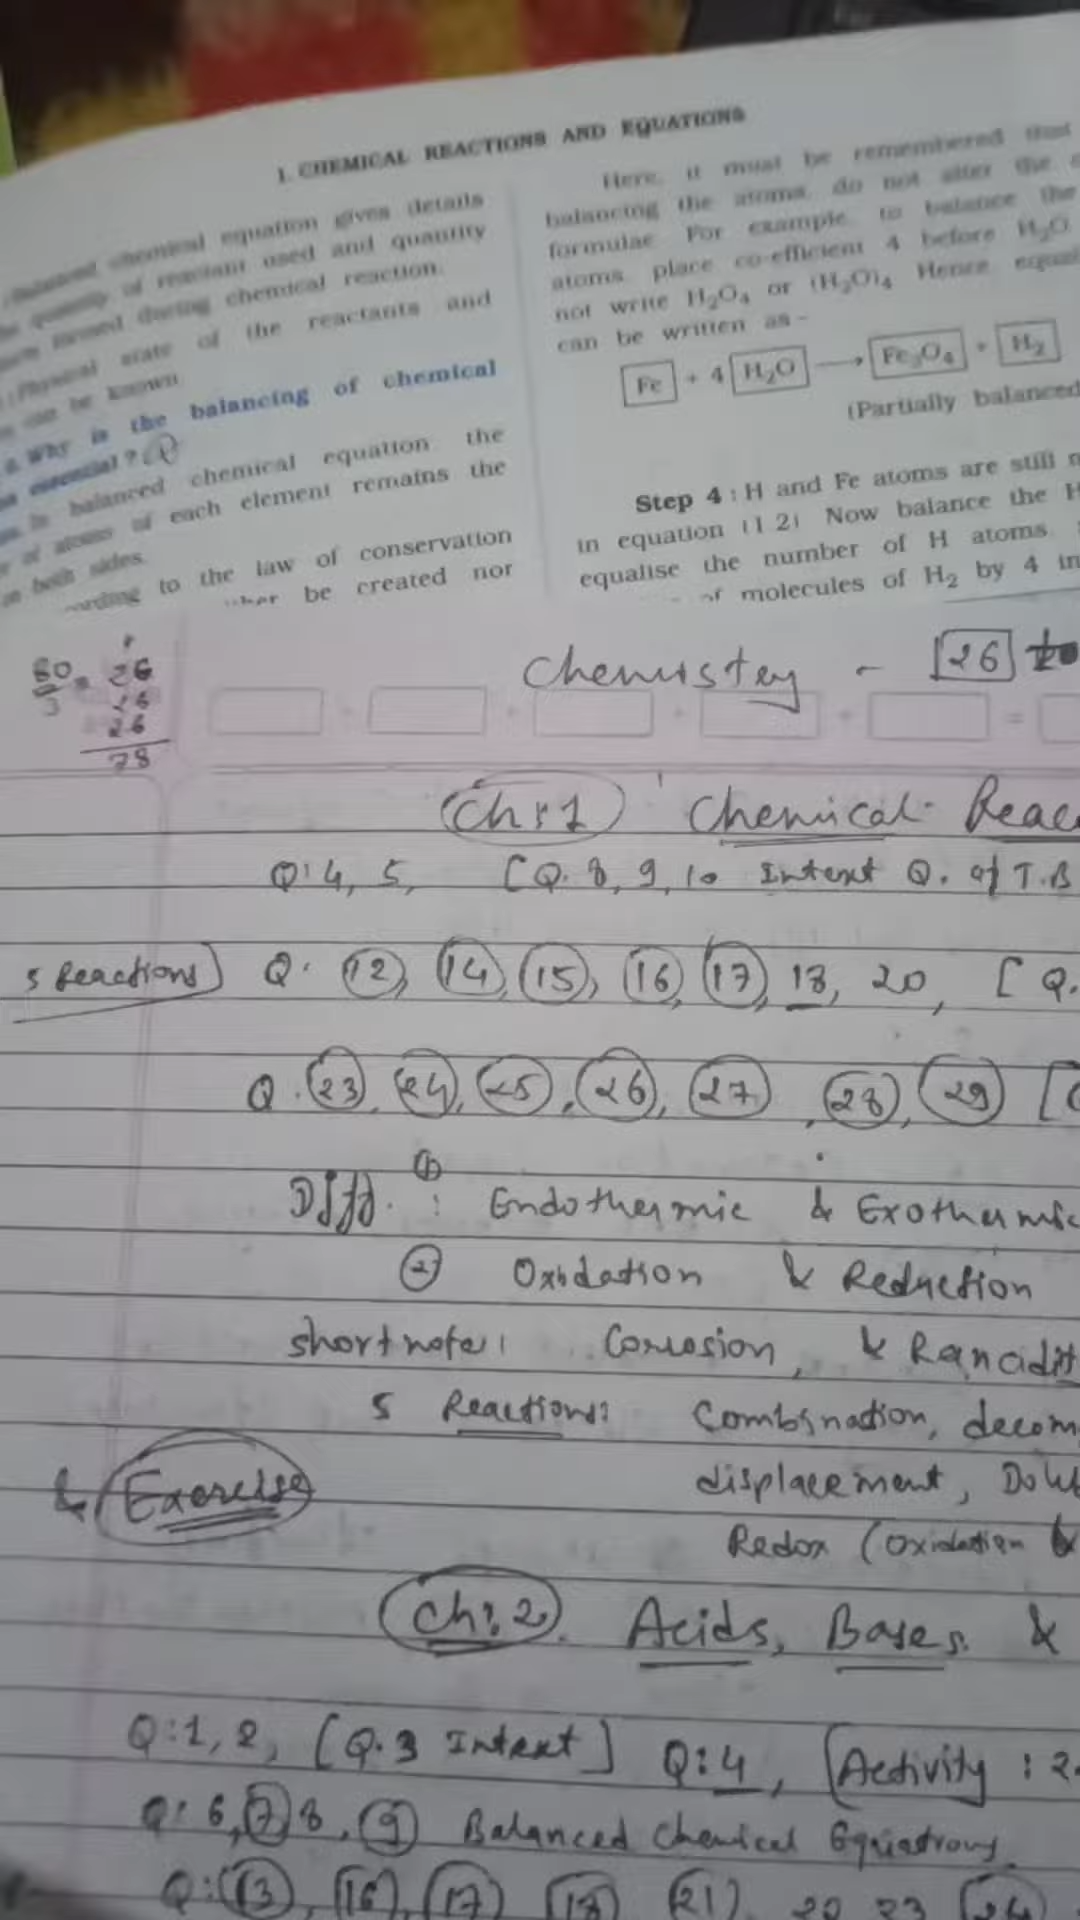 1. CHEMICAL REACTIONS AND EQUATIONS
chemical equation gives details
quantity of reactant used and quantity
formed during chemical reaction.
Physical state of the reactants and
can be known
Why is the balancing of chemical
essential ?
In balanced chemical equation the
of atoms of each element remains the
on both sides.
to the law of conservation
be created nor
Here, it must be remembered that
balancing the atoms, do not alter the
formulae. For example, to balance the
atoms, place co-efficient 4 before H₂O
not write H₂O₄ or (H₂O)₄ Hence,
can be written as -
Fe + 4 H₂O → Fe₃O₄ + H₂
(Partially balanced
Step 4 : H and Fe atoms are still
in equation (1.2) Now balance the H
equalise the number of H atoms,
of molecules of H₂ by 4 in
80/3 = 26
26
26
78
Chemistry - 26
Ch:1 Chemical Reac
Q:4, 5, [Q. 8, 9, 10 Intext Q. of T.B
5 Reactions] Q. 12, 14, 15, 16, 17, 18, 20, [Q.
Q. 23, 24, 25, 26, 27, 28, 29 [
Diff. : ① Endothermic & Exothermic
② Oxidation & Reduction
short note: Corrosion, & Rancidit
5 Reactions: Combination, decom
displacement, Doub
& Exercise
Redox (Oxidation &
Ch:2. Acids, Bases &
Q:1, 2, [Q.3 Intext] Q:4, [Activity : 2.
Q: 6, 7, 8, 9 Balanced Chemical Equations.
Q: 13, 16, 17, 18, 21, 22, 23, 24